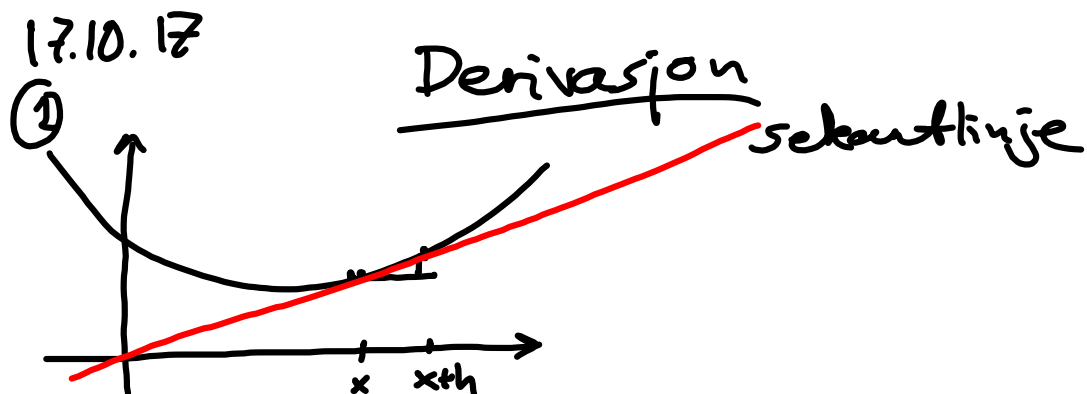 17.10.17
Derivasjon
①
sekantlinje
x x+h